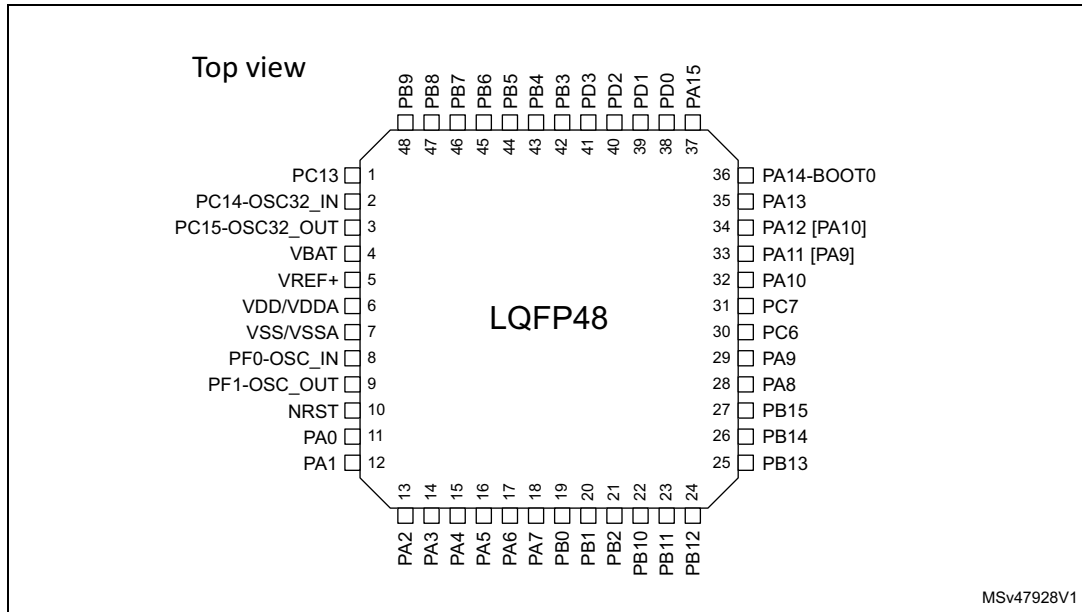 Top view
PB9
PB8
PB7
PB6
PB5
PB4
PB3
PD3
PD2
PD1
PD0
PA15
48
47
46
45
44
43
42
41
40
39
38
37
PC13 1
PC14-OSC32_IN 2
PC15-OSC32_OUT 3
VBAT 4
VREF+ 5
VDD/VDDA 6
VSS/VSSA 7
PF0-OSC_IN 8
PF1-OSC_OUT 9
NRST 10
PA0 11
PA1 12
LQFP48
36 PA14-BOOT0
35 PA13
34 PA12 [PA10]
33 PA11 [PA9]
32 PA10
31 PC7
30 PC6
29 PA9
28 PA8
27 PB15
26 PB14
25 PB13
13
14
15
16
17
18
19
20
21
22
23
24
PA2
PA3
PA4
PA5
PA6
PA7
PB0
PB1
PB2
PB10
PB11
PB12
MSv47928V1